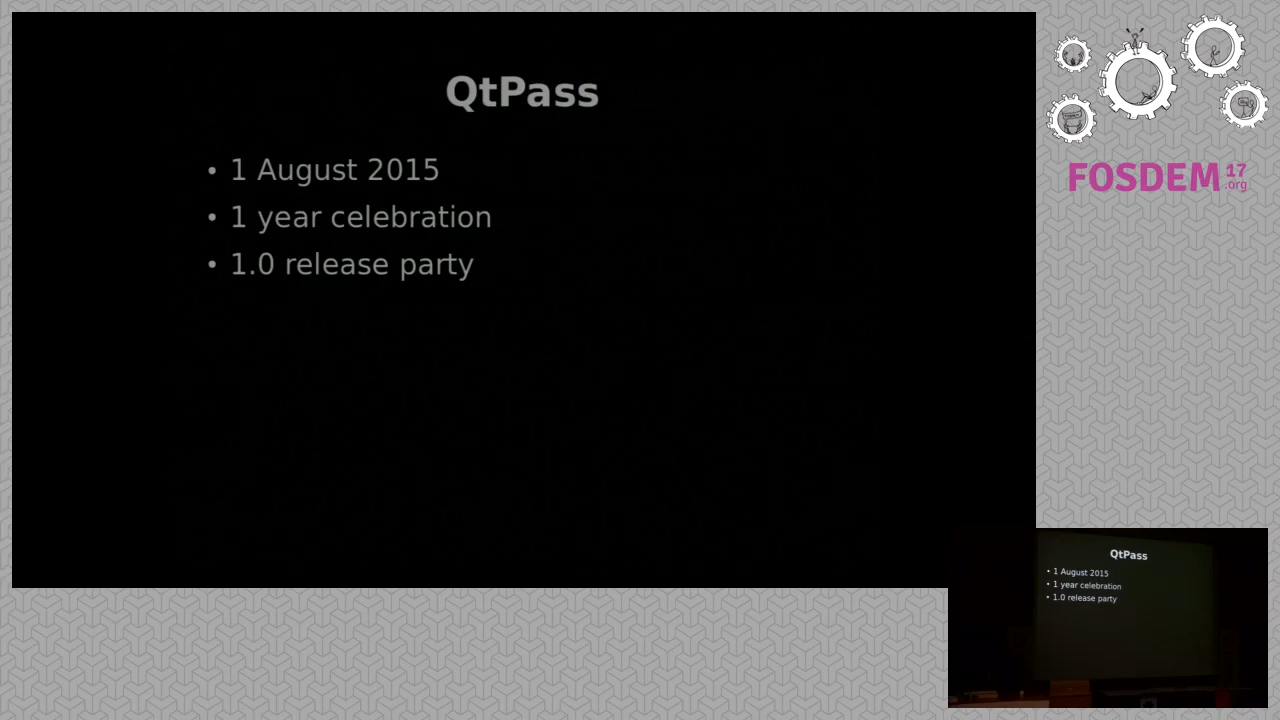 QtPass
• 1 August 2015
• 1 year celebration
• 1.0 release party
FOSDEM 17 .org
QtPass
• 1 August 2015
• 1 year celebration
• 1.0 release party